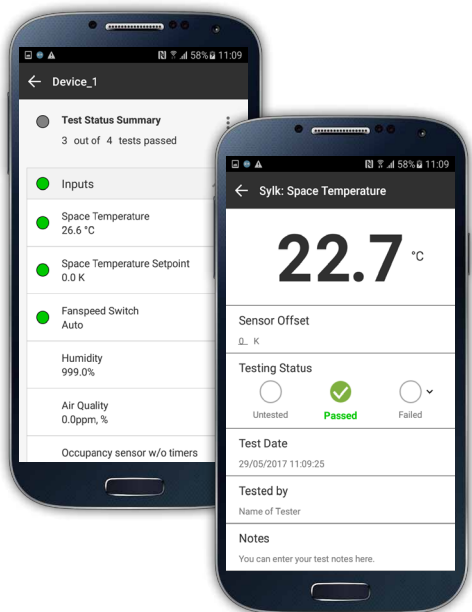 58% 11:09
Device_1
Test Status Summary
3 out of 4 tests passed
Inputs
Space Temperature
26.6 °C
Space Temperature Setpoint
0.0 K
Fanspeed Switch
Auto
Humidity
999.0%
Air Quality
0.0ppm, %
Occupancy sensor w/o timers
58% 11:09
Sylk: Space Temperature
22.7 °C
Sensor Offset
0 K
Testing Status
Untested Passed Failed
Test Date
29/05/2017 11:09:25
Tested by
Name of Tester
Notes
You can enter your test notes here.